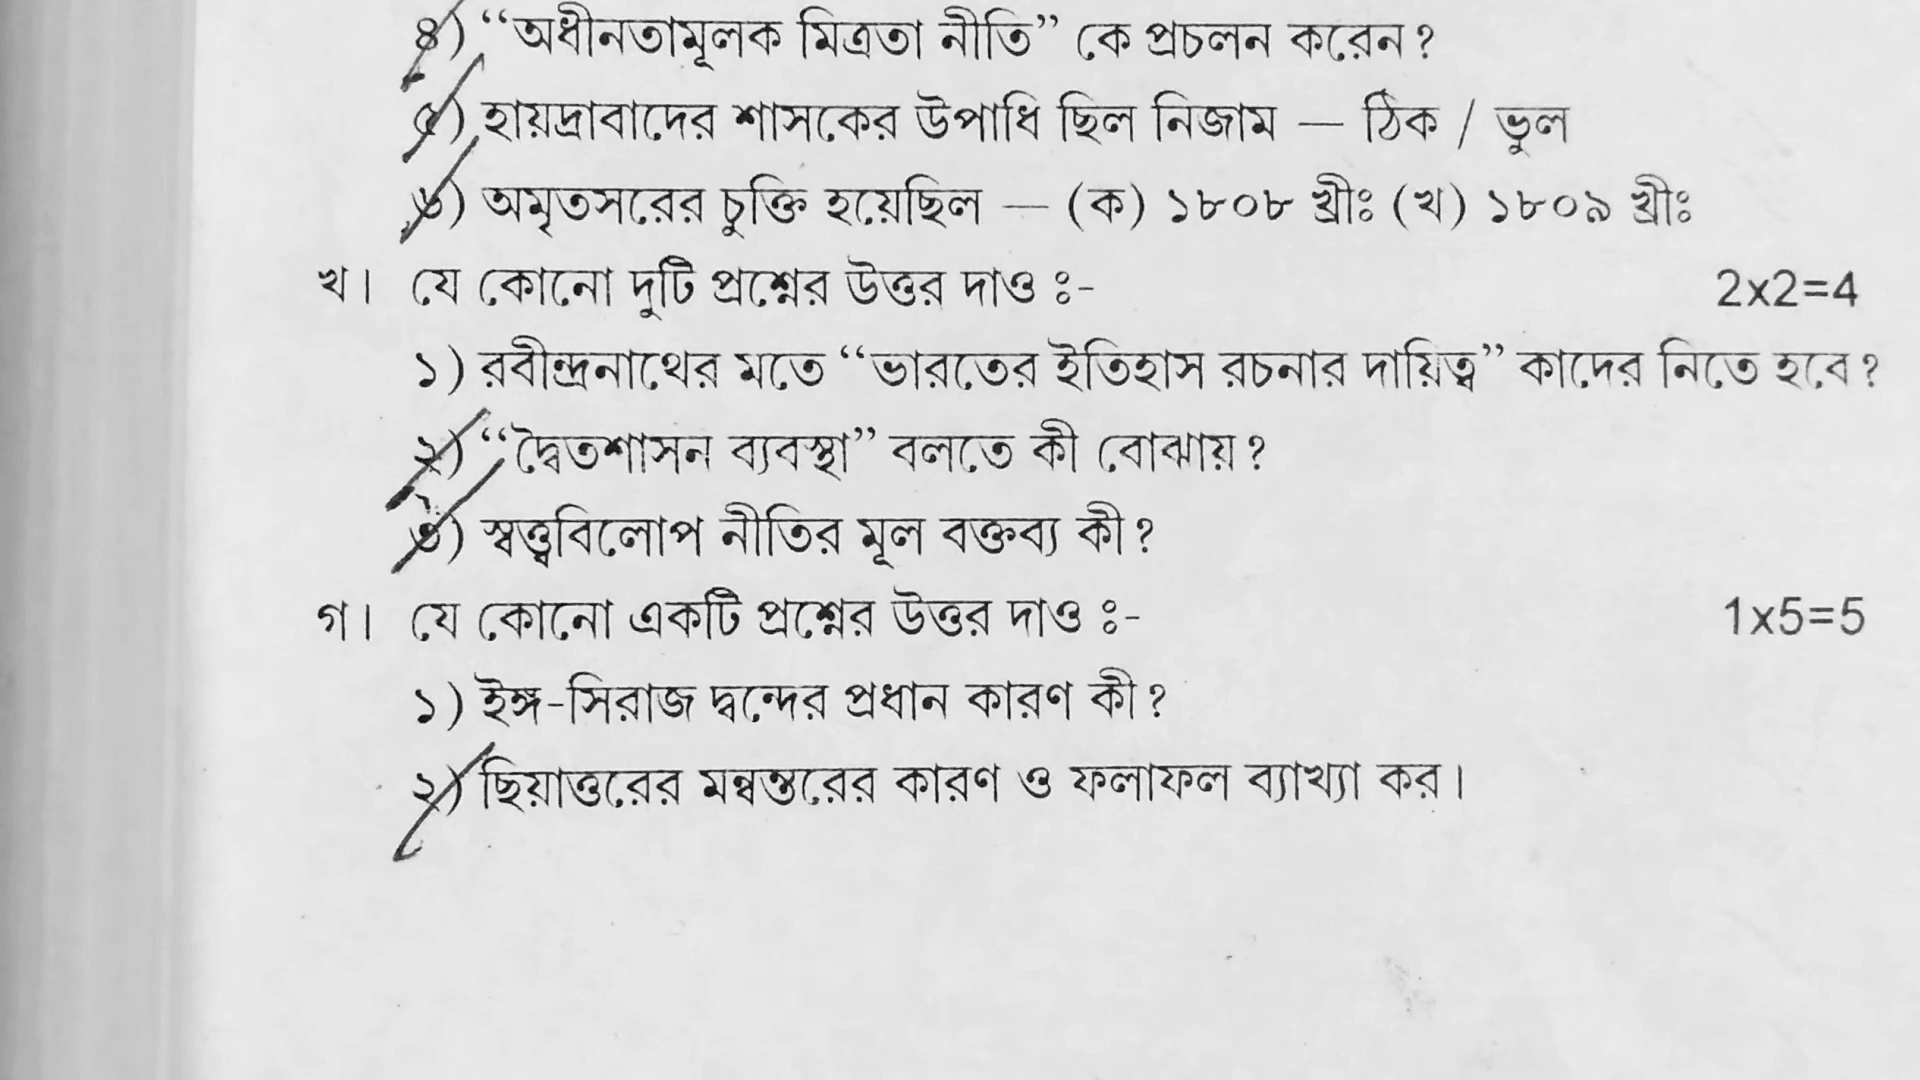 ৪) “অধীনতামূলক মিত্রতা নীতি” কে প্রচলন করেন?
৫) হায়দ্রাবাদের শাসকের উপাধি ছিল নিজাম — ঠিক / ভুল
৬) অমৃতসরের চুক্তি হয়েছিল — (ক) ১৮০৮ খ্রীঃ (খ) ১৮০৯ খ্রীঃ
খ। যে কোনো দুটি প্রশ্নের উত্তর দাও ঃ- 2x2=4
১) রবীন্দ্রনাথের মতে “ভারতের ইতিহাস রচনার দায়িত্ব” কাদের নিতে হবে?
২) “দ্বৈতশাসন ব্যবস্থা” বলতে কী বোঝায়?
৩) স্বত্ত্ববিলোপ নীতির মূল বক্তব্য কী?
গ। যে কোনো একটি প্রশ্নের উত্তর দাও ঃ- 1x5=5
১) ইঙ্গ-সিরাজ দ্বন্দের প্রধান কারণ কী?
২) ছিয়াত্তরের মন্বন্তরের কারণ ও ফলাফল ব্যাখ্যা কর।